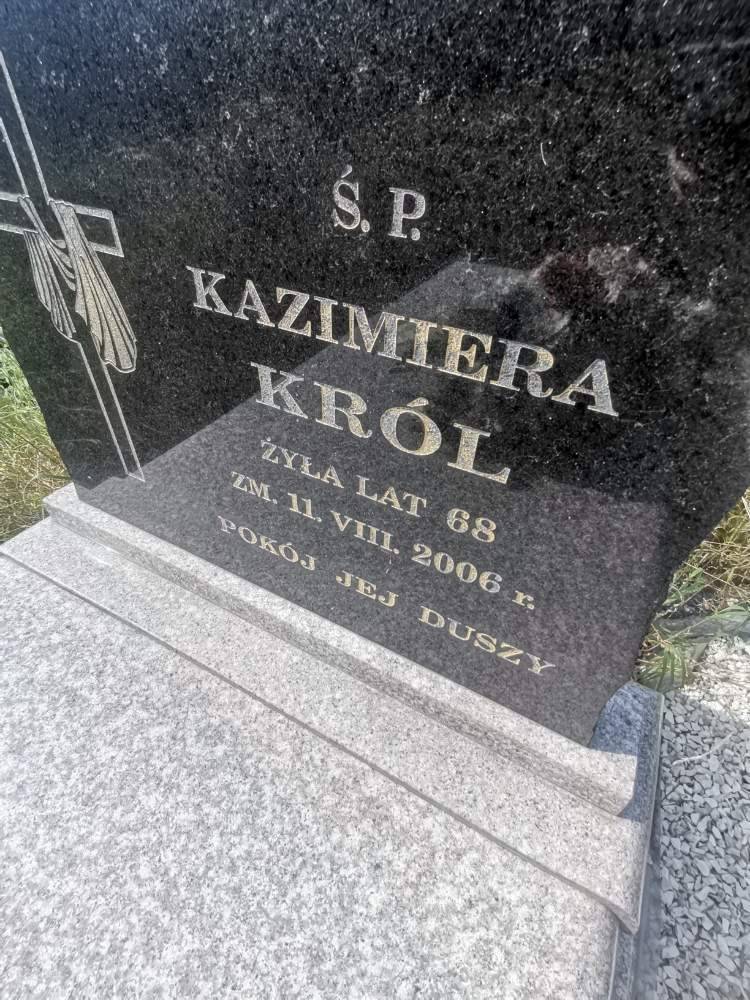 Ś. P.
KAZIMIERA
KRÓL
ŻYŁA LAT 68
ZM. 11. VIII. 2006 r.
POKÓJ JEJ DUSZY